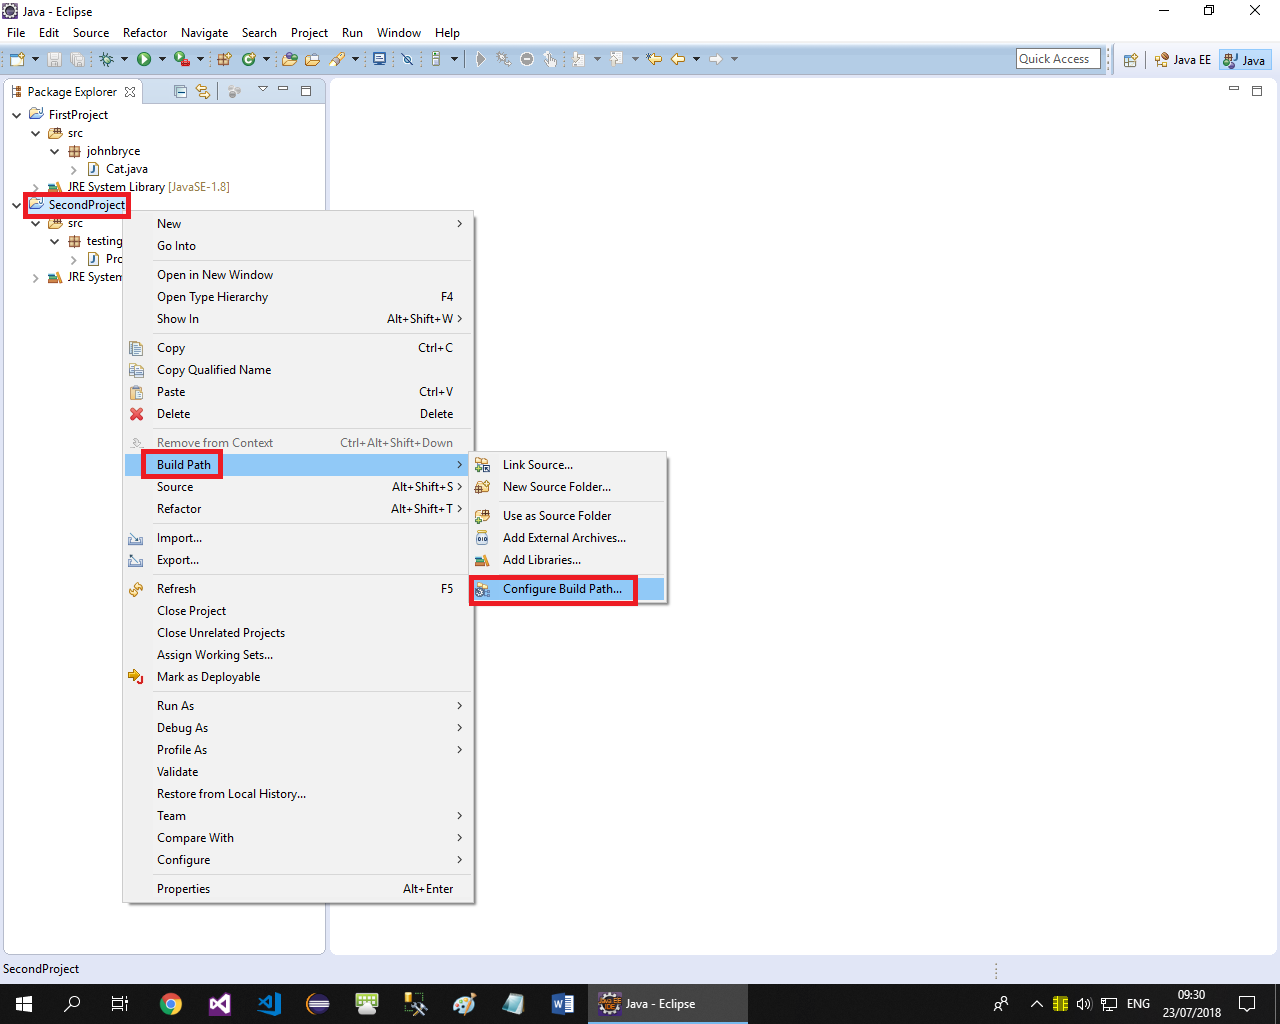 Java - Eclipse
File Edit Source Refactor Navigate Search Project Run Window Help
Quick Access Java EE Java
Package Explorer
FirstProject
src
johnbryce
Cat.java
JRE System Library [JavaSE-1.8]
SecondProject
src
testing
Pro
JRE System
New
Go Into
Open in New Window
Open Type Hierarchy F4
Show In Alt+Shift+W
Copy Ctrl+C
Copy Qualified Name
Paste Ctrl+V
Delete Delete
Remove from Context Ctrl+Alt+Shift+Down
Build Path
Source Alt+Shift+S
Refactor Alt+Shift+T
Import...
Export...
Refresh F5
Close Project
Close Unrelated Projects
Assign Working Sets...
Mark as Deployable
Run As
Debug As
Profile As
Validate
Restore from Local History...
Team
Compare With
Configure
Properties Alt+Enter
Link Source...
New Source Folder...
Use as Source Folder
Add External Archives...
Add Libraries...
Configure Build Path...
SecondProject
Java - Eclipse
ENG
09:30
23/07/2018